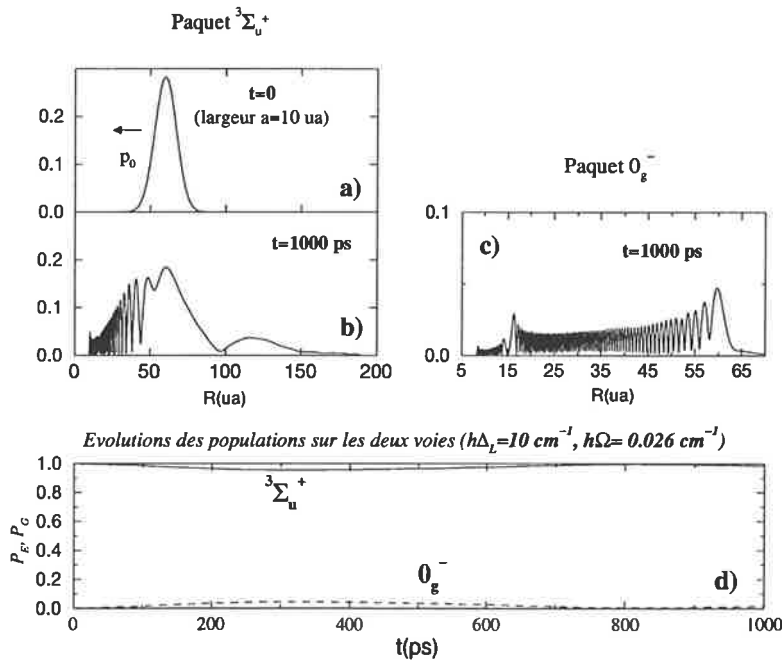 Paquet ³Σᵤ⁺
t=0
(largeur a=10 ua)
p₀
a)
0.2
0.1
0.0
t=1000 ps
b)
0.2
0.1
0.0
0 50 100 150 200
R(ua)
Paquet 0g⁻
0.1
c)
t=1000 ps
0.0
5 15 25 35 45 55 65
R(ua)
Evolutions des populations sur les deux voies (hΔL=10 cm⁻¹, hΩ= 0.026 cm⁻¹)
1.0
0.8
0.6
0.4
0.2
0.0
P_E, P_G
³Σᵤ⁺
0g⁻
d)
0 200 400 600 800 1000
t(ps)